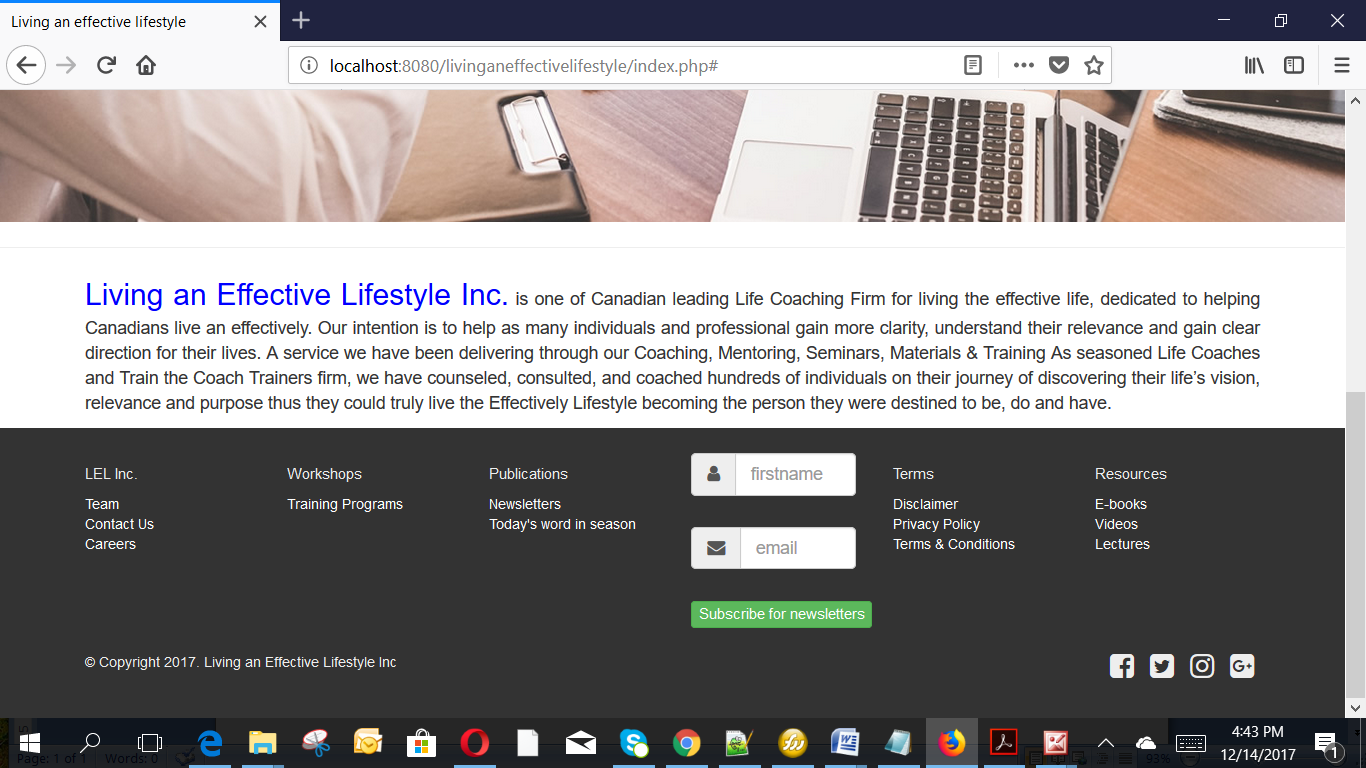 Living an effective lifestyle
localhost:8080/livinganeffectivelifestyle/index.php#
Living an Effective Lifestyle Inc. is one of Canadian leading Life Coaching Firm for living the effective life, dedicated to helping
Canadians live an effectively. Our intention is to help as many individuals and professional gain more clarity, understand their relevance and gain clear
direction for their lives. A service we have been delivering through our Coaching, Mentoring, Seminars, Materials & Training As seasoned Life Coaches
and Train the Coach Trainers firm, we have counseled, consulted, and coached hundreds of individuals on their journey of discovering their life’s vision,
relevance and purpose thus they could truly live the Effectively Lifestyle becoming the person they were destined to be, do and have.
LEL Inc.
Team
Contact Us
Careers
Workshops
Training Programs
Publications
Newsletters
Today's word in season
firstname
email
Subscribe for newsletters
Terms
Disclaimer
Privacy Policy
Terms & Conditions
Resources
E-books
Videos
Lectures
© Copyright 2017. Living an Effective Lifestyle Inc
4:43 PM
12/14/2017
1
Page: 1 of 1 Words: 0
93%